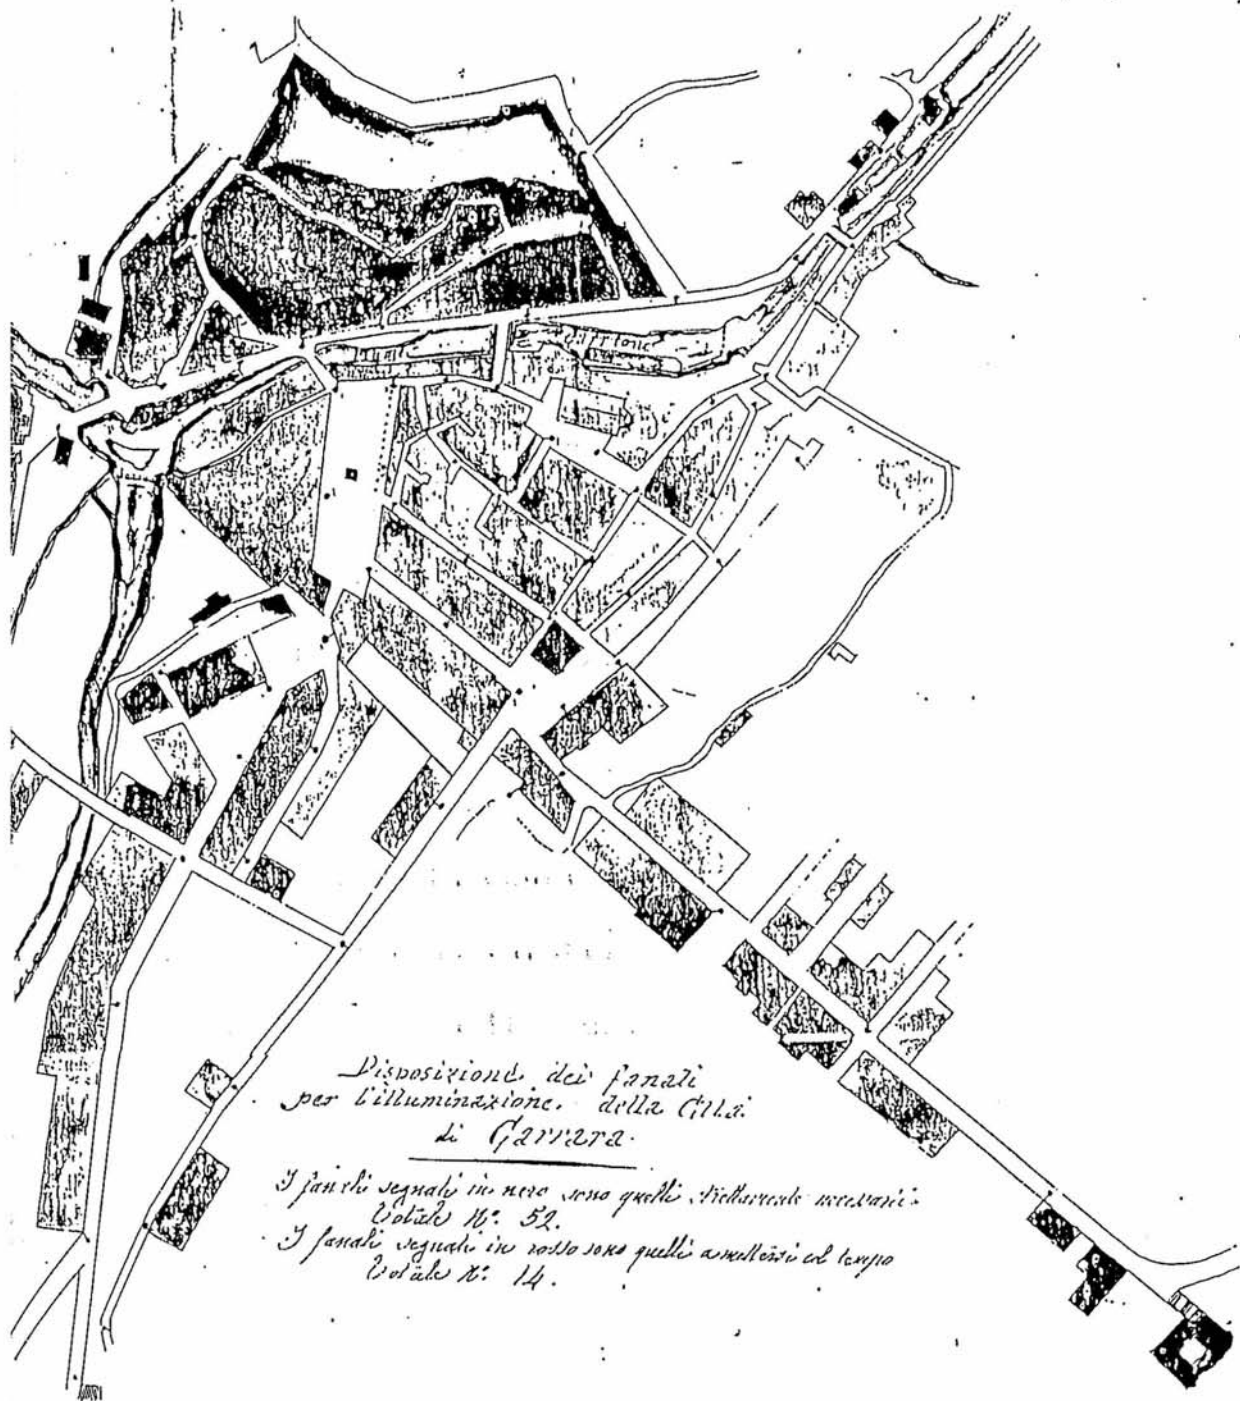 Disposizione dei fanali
per l'illuminazione della Città
di Carrara.
I fanali segnati in nero sono quelli strettamente necessari.
Totale N.° 52.
I fanali segnati in rosso sono quelli a mettersi col tempo
Totale N.° 14.